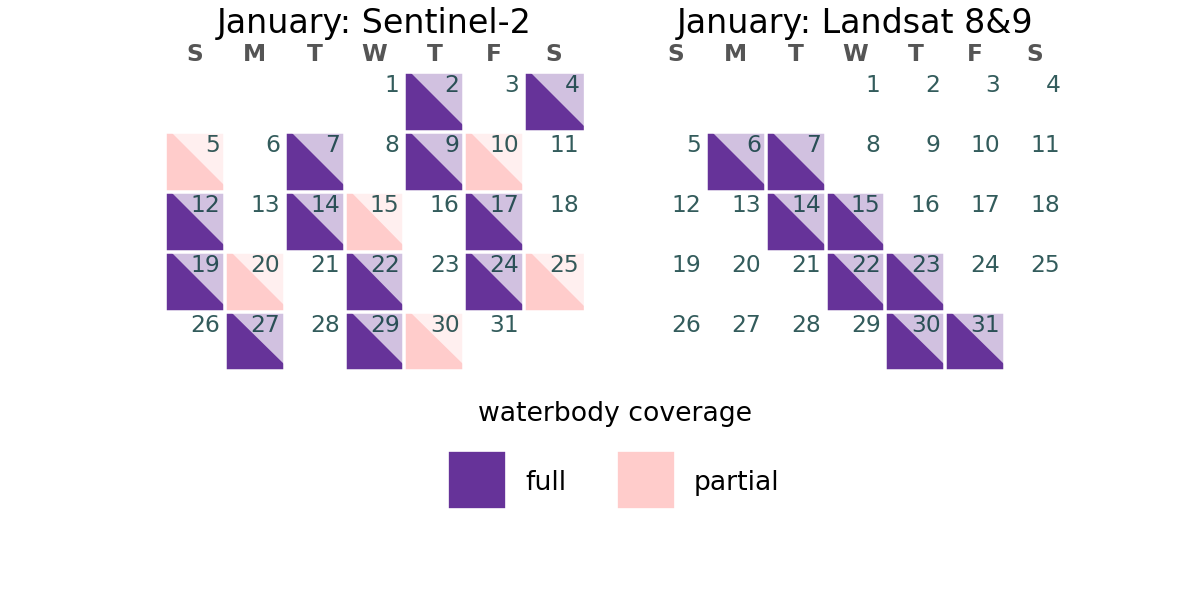 January: Sentinel-2
S M T W T F S
1 2 3 4
5 6 7 8 9 10 11
12 13 14 15 16 17 18
19 20 21 22 23 24 25
26 27 28 29 30 31
January: Landsat 8&9
S M T W T F S
1 2 3 4
5 6 7 8 9 10 11
12 13 14 15 16 17 18
19 20 21 22 23 24 25
26 27 28 29 30 31
waterbody coverage
full
partial